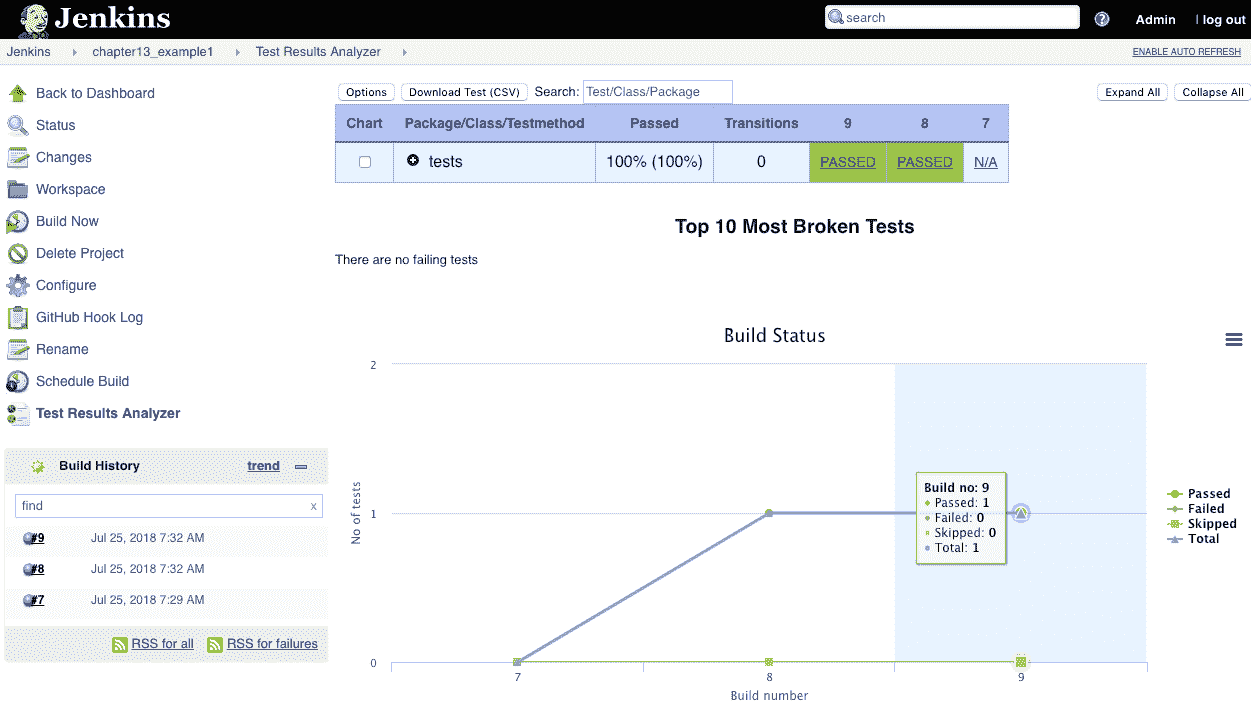 Jenkins
search
Admin
| log out
Jenkins
chapter13_example1
Test Results Analyzer
ENABLE AUTO REFRESH
Back to Dashboard
Status
Changes
Workspace
Build Now
Delete Project
Configure
GitHub Hook Log
Rename
Schedule Build
Test Results Analyzer
Build History
trend
find
x
#9 Jul 25, 2018 7:32 AM
#8 Jul 25, 2018 7:32 AM
#7 Jul 25, 2018 7:29 AM
RSS for all RSS for failures
Options Download Test (CSV) Search: Test/Class/Package
Expand All Collapse All
Chart Package/Class/Testmethod Passed Transitions 9 8 7
tests 100% (100%) 0 PASSED PASSED N/A
Top 10 Most Broken Tests
There are no failing tests
Build Status
2
1
0
No of tests
Build no: 9
Passed: 1
Failed: 0
Skipped: 0
Total: 1
7 8 9
Build number
Passed
Failed
Skipped
Total